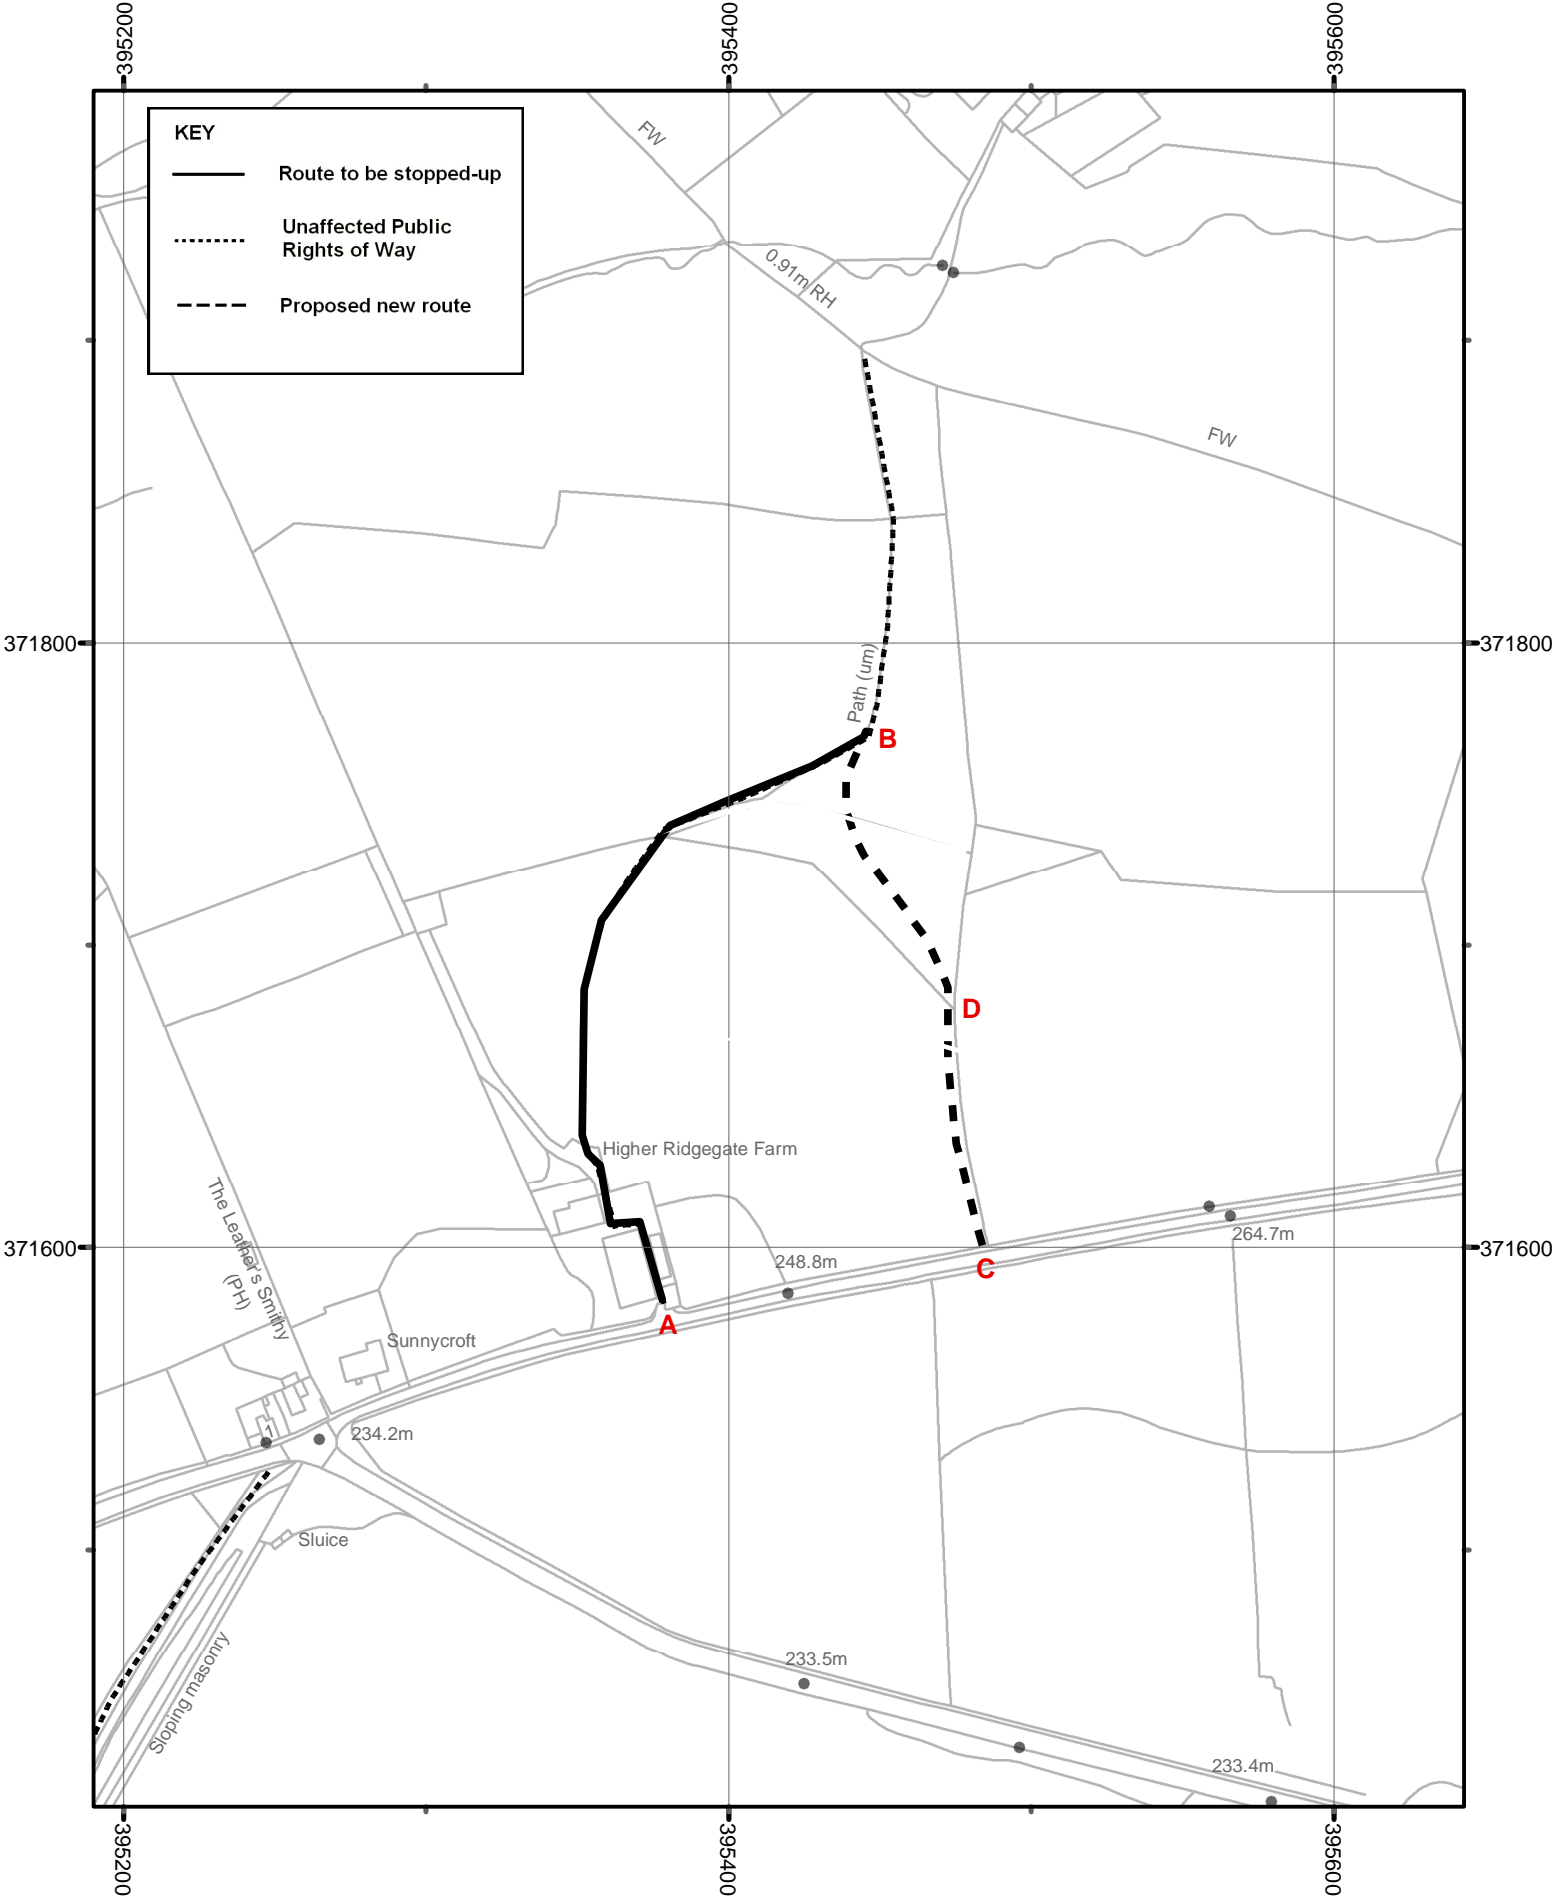 395200
395400
395600
KEY
Route to be stopped-up
Unaffected Public
Rights of Way
Proposed new route
FW
0.91m RH
FW
371800
371800
Path (um)
B
D
Higher Ridgegate Farm
The Leather's Smithy
(PH)
371600
371600
264.7m
248.8m
C
A
Sunnycroft
1
234.2m
Sluice
Sloping masonry
233.5m
233.4m
395200
395400
395600